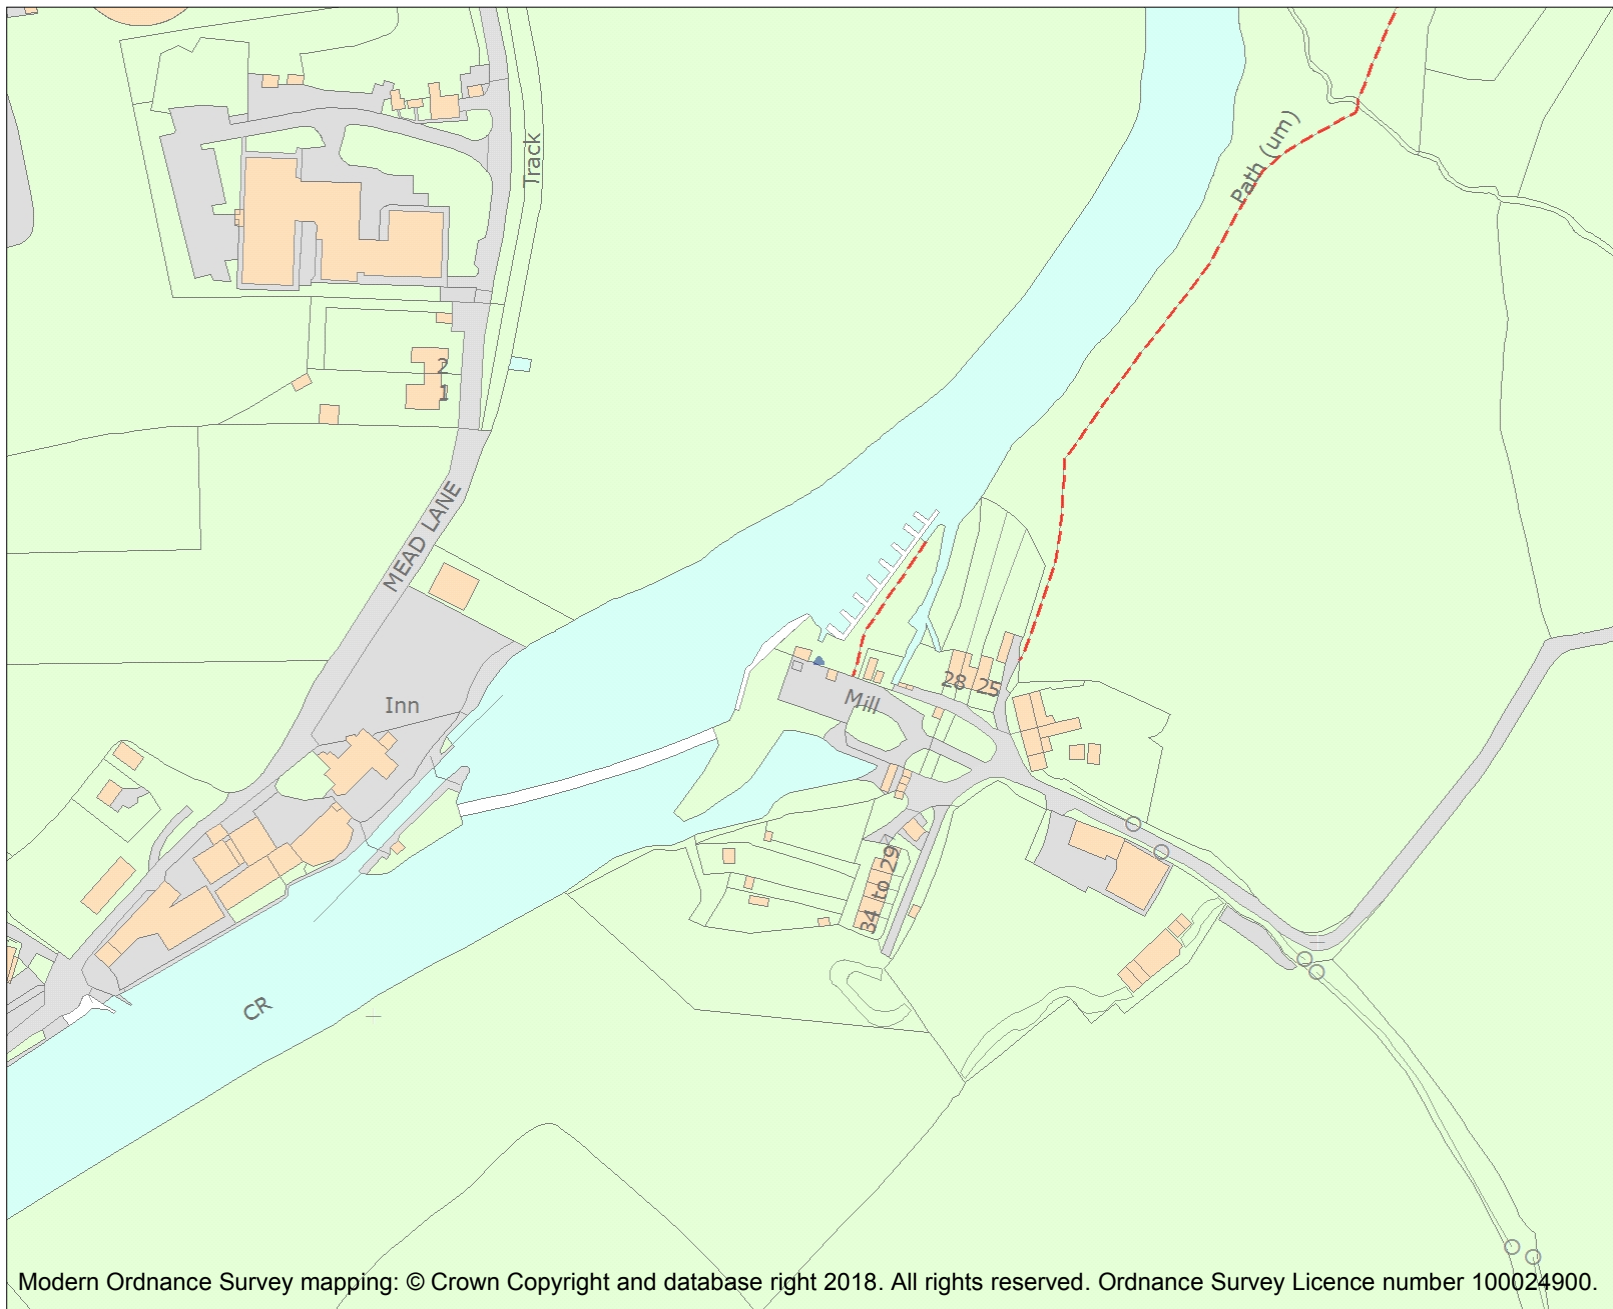 Track
Path (um)
2
1
MEAD LANE
Inn
28 25
Mill
34 to 29
CR
Modern Ordnance Survey mapping: © Crown Copyright and database right 2018. All rights reserved. Ordnance Survey Licence number 100024900.